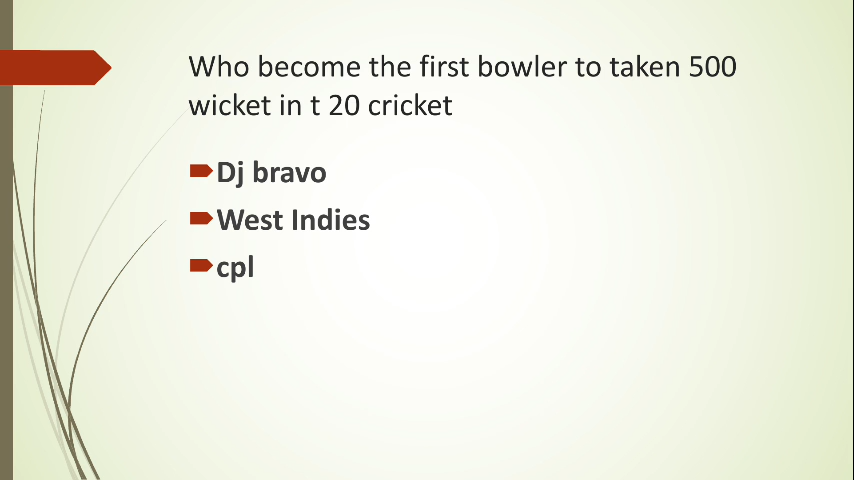 Who become the first bowler to taken 500
wicket in t 20 cricket
Dj bravo
West Indies
cpl